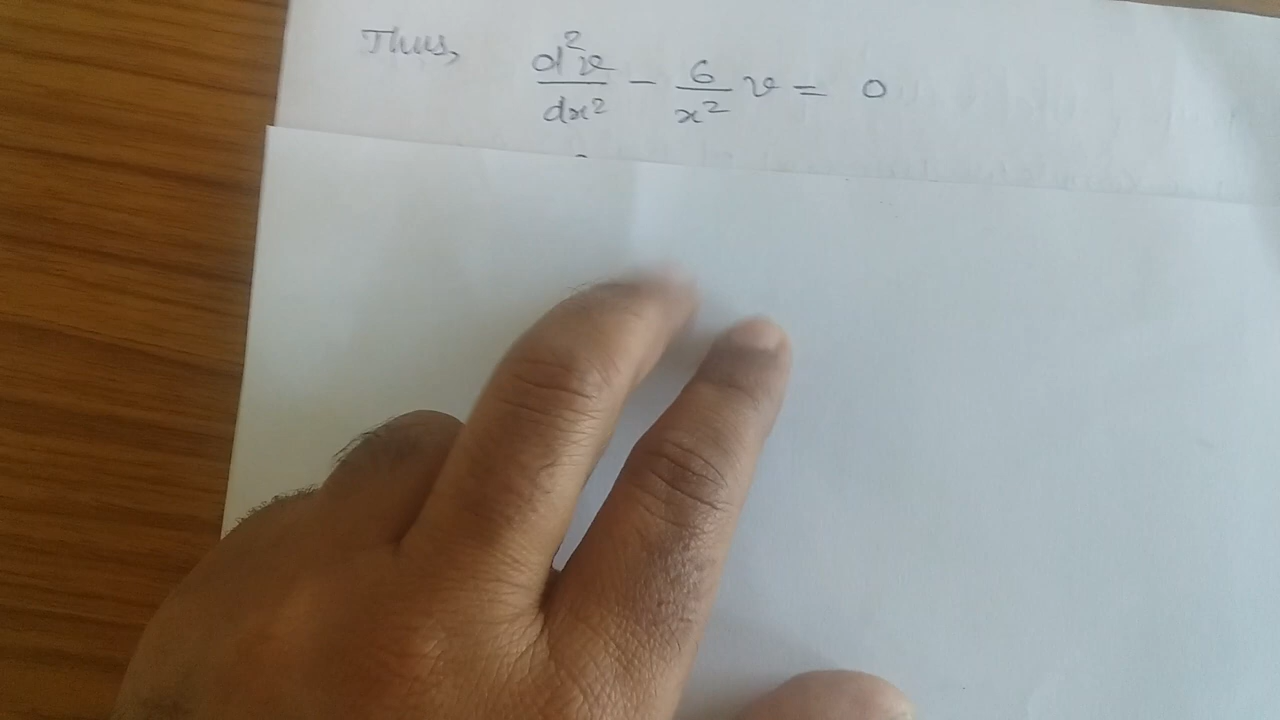 Thus, d²v/dx² − 6/x² v = 0